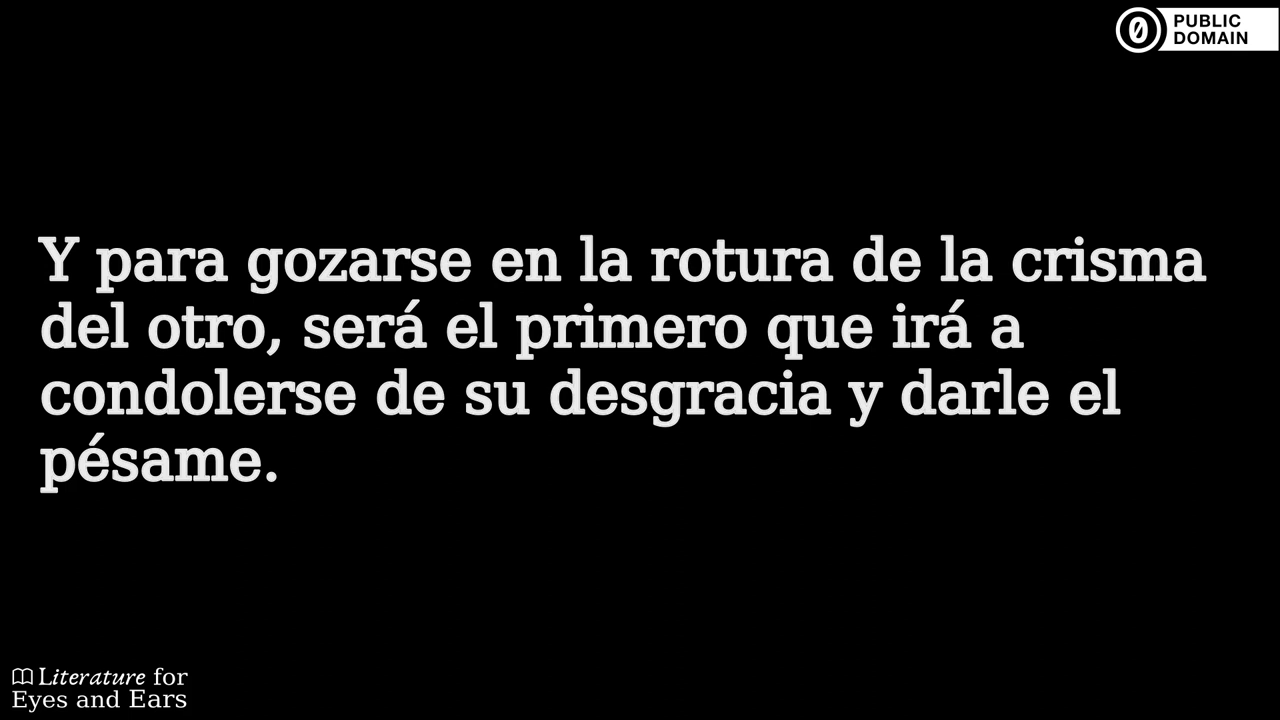 PUBLIC
DOMAIN
Y para gozarse en la rotura de la crisma
del otro, será el primero que irá a
condolerse de su desgracia y darle el
pésame.
Literature for
Eyes and Ears